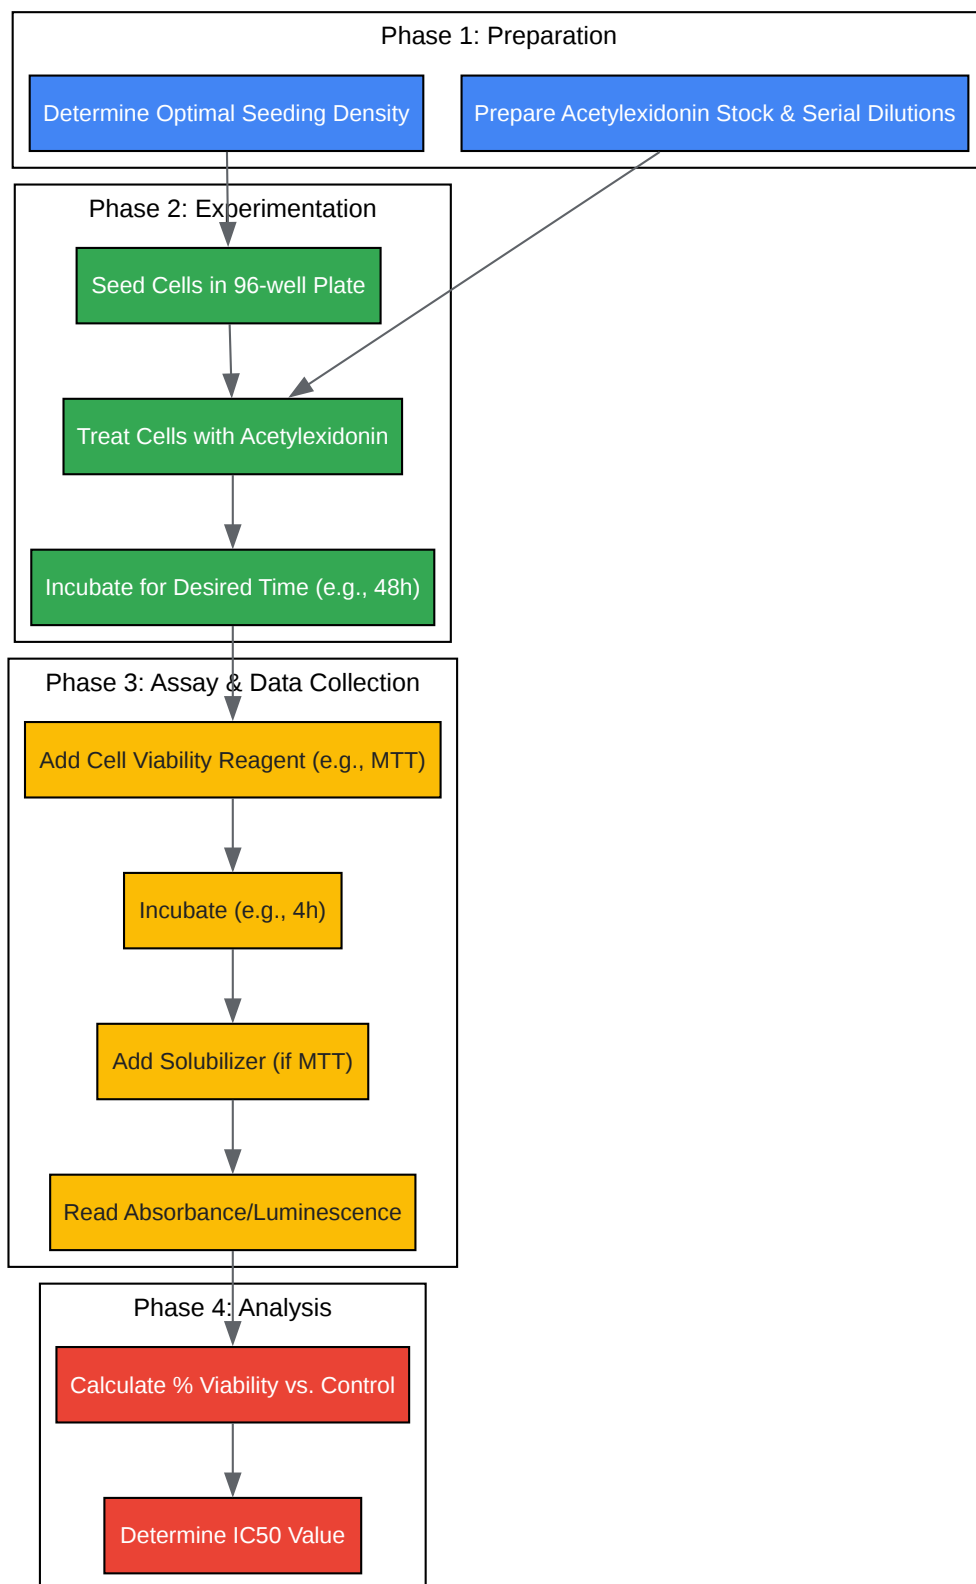 Phase 1: Preparation
Determine Optimal Seeding Density
Prepare Acetylexidonin Stock & Serial Dilutions
Phase 2: Experimentation
Seed Cells in 96-well Plate
Treat Cells with Acetylexidonin
Incubate for Desired Time (e.g., 48h)
Phase 3: Assay & Data Collection
Add Cell Viability Reagent (e.g., MTT)
Incubate (e.g., 4h)
Add Solubilizer (if MTT)
Read Absorbance/Luminescence
Phase 4: Analysis
Calculate % Viability vs. Control
Determine IC50 Value